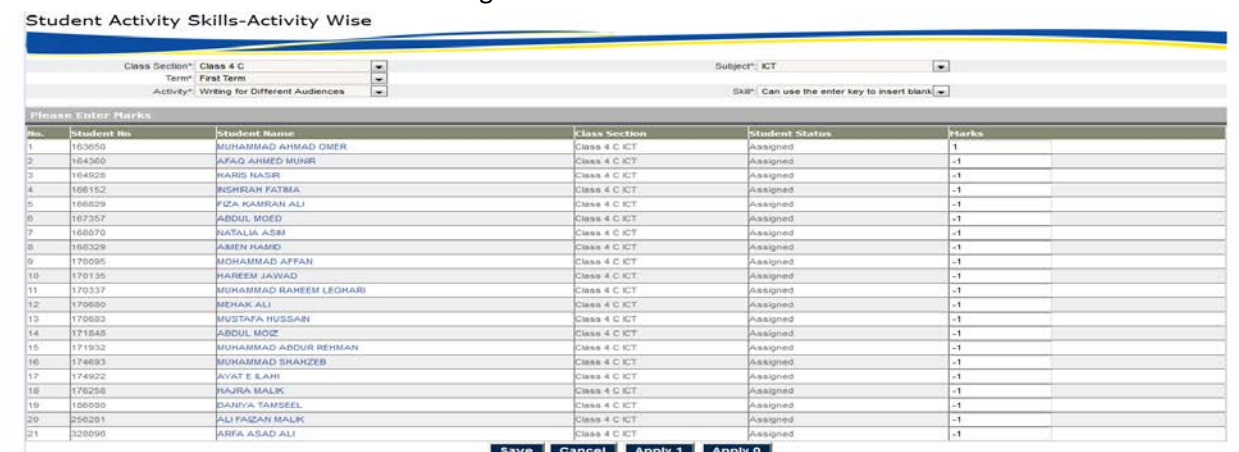 Student Activity Skills-Activity Wise
Class Section*: Class 4 C Subject*: ICT
Term*: First Term
Activity*: Writing for Different Audiences Skill*: Can use the enter key to insert blank
Please Enter Marks
No. Student No Student Name Class Section Student Status Marks
1 163650 MUHAMMAD AHMAD OMER Class 4 C ICT Assigned 1
2 164360 AFAQ AHMED MUNIR Class 4 C ICT Assigned -1
3 164928 HARIS NASIR Class 4 C ICT Assigned -1
4 166152 INSHIRAH FATIMA Class 4 C ICT Assigned -1
5 166829 FIZA KAMRAN ALI Class 4 C ICT Assigned -1
6 167357 ABDUL MOED Class 4 C ICT Assigned -1
7 168070 NATALIA ASIM Class 4 C ICT Assigned -1
8 168329 AIMEN HAMID Class 4 C ICT Assigned -1
9 170095 MOHAMMAD AFFAN Class 4 C ICT Assigned -1
10 170135 HAREEM JAWAD Class 4 C ICT Assigned -1
11 170337 MUHAMMAD RAHEEM LEGHARI Class 4 C ICT Assigned -1
12 170680 MEHAK ALI Class 4 C ICT Assigned -1
13 170683 MUSTAFA HUSSAIN Class 4 C ICT Assigned -1
14 171848 ABDUL MOIZ Class 4 C ICT Assigned -1
15 171932 MUHAMMAD ABDUR REHMAN Class 4 C ICT Assigned -1
16 174693 MUHAMMAD SHAHZEB Class 4 C ICT Assigned -1
17 174922 AYAT E ILAHI Class 4 C ICT Assigned -1
18 176258 HAJRA MALIK Class 4 C ICT Assigned -1
19 186080 DANIYA TAMSEEL Class 4 C ICT Assigned -1
20 256281 ALI FAIZAN MALIK Class 4 C ICT Assigned -1
21 328096 ARFA ASAD ALI Class 4 C ICT Assigned -1
Save Cancel Apply 1 Apply 0